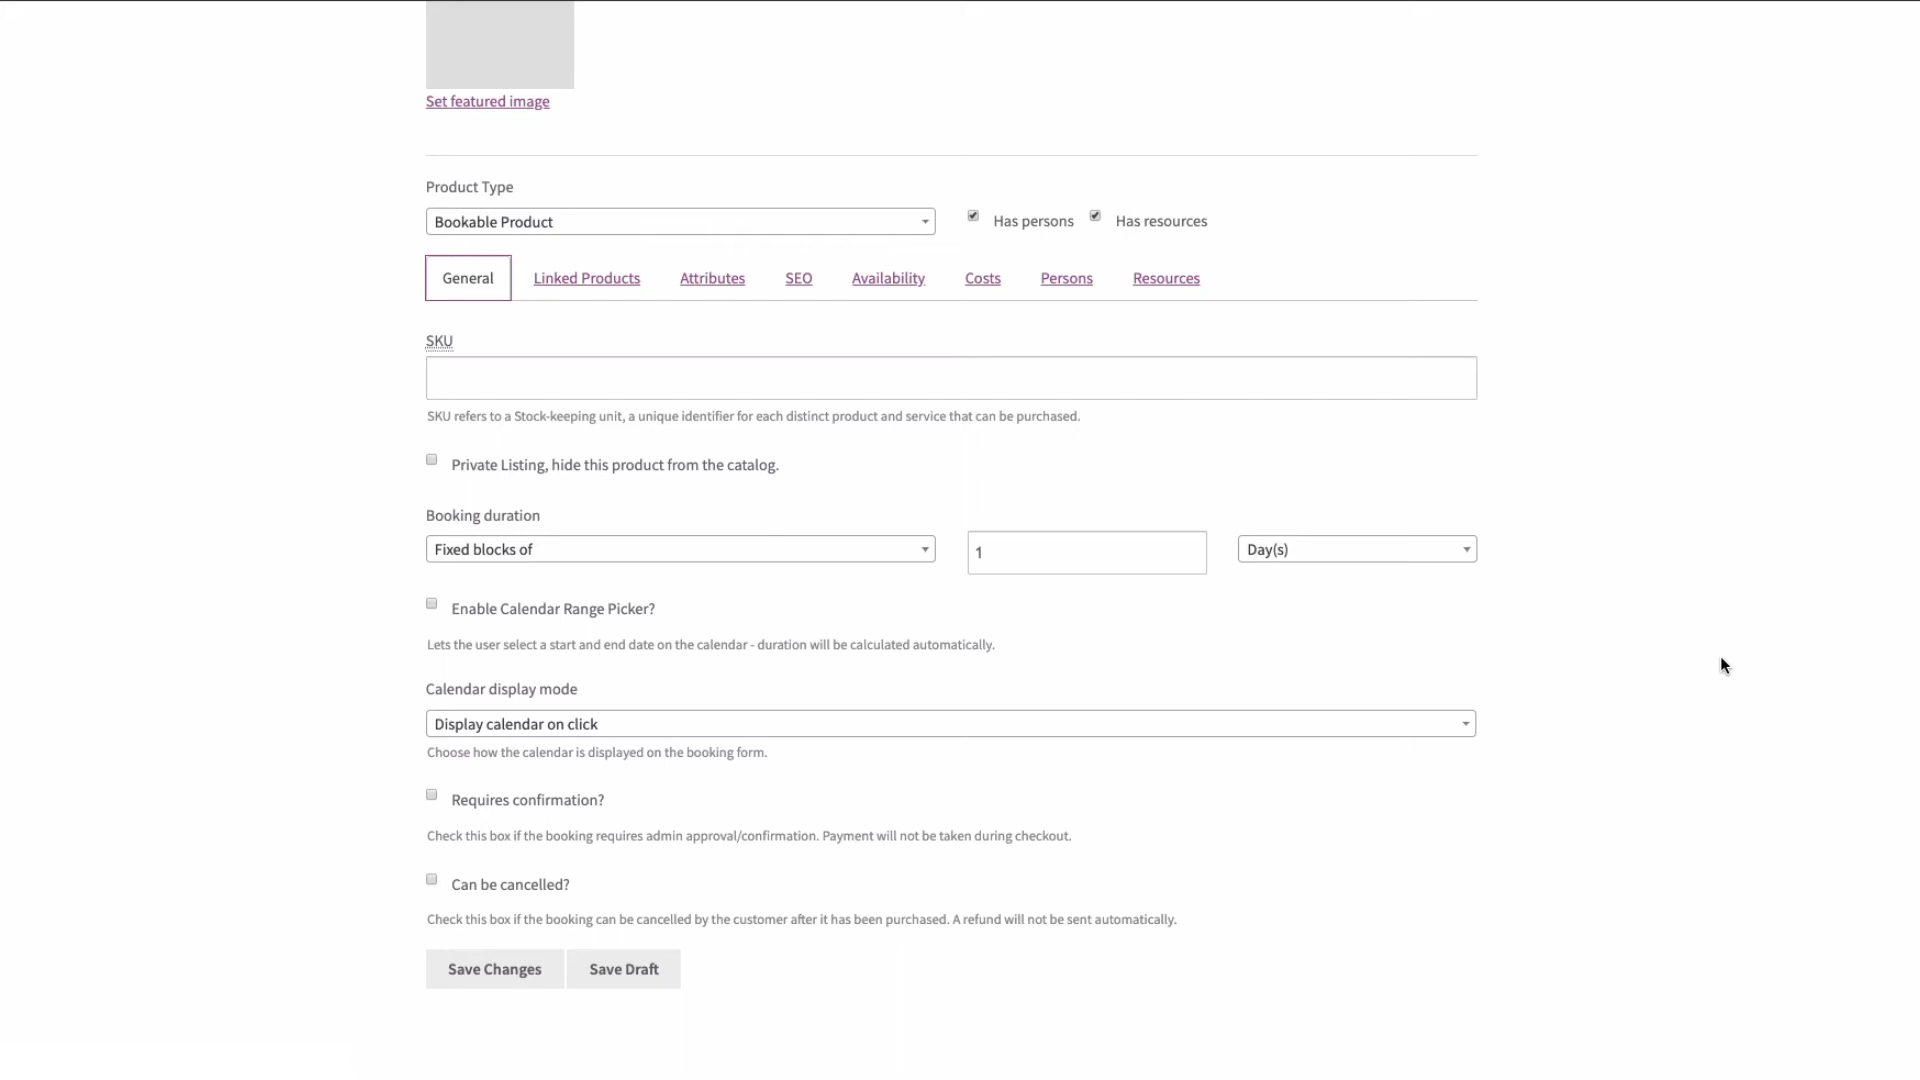 Set featured image
Product Type
Bookable Product
Has persons
Has resources
General Linked Products Attributes SEO Availability Costs Persons Resources
SKU
SKU refers to a Stock-keeping unit, a unique identifier for each distinct product and service that can be purchased.
Private Listing, hide this product from the catalog.
Booking duration
Fixed blocks of 1 Day(s)
Enable Calendar Range Picker?
Lets the user select a start and end date on the calendar - duration will be calculated automatically.
Calendar display mode
Display calendar on click
Choose how the calendar is displayed on the booking form.
Requires confirmation?
Check this box if the booking requires admin approval/confirmation. Payment will not be taken during checkout.
Can be cancelled?
Check this box if the booking can be cancelled by the customer after it has been purchased. A refund will not be sent automatically.
Save Changes Save Draft